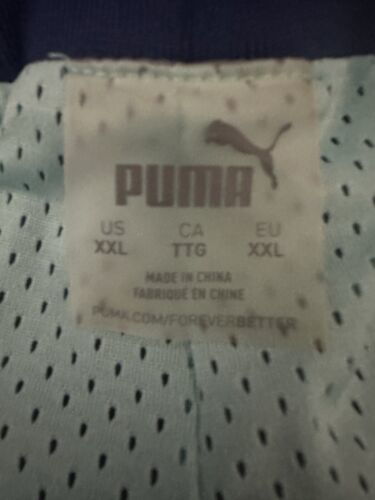 PUMA
US CA EU
XXL TTG XXL
MADE IN CHINA
FABRIQUÉ EN CHINE
PUMA.COM/FOREVERBETTER